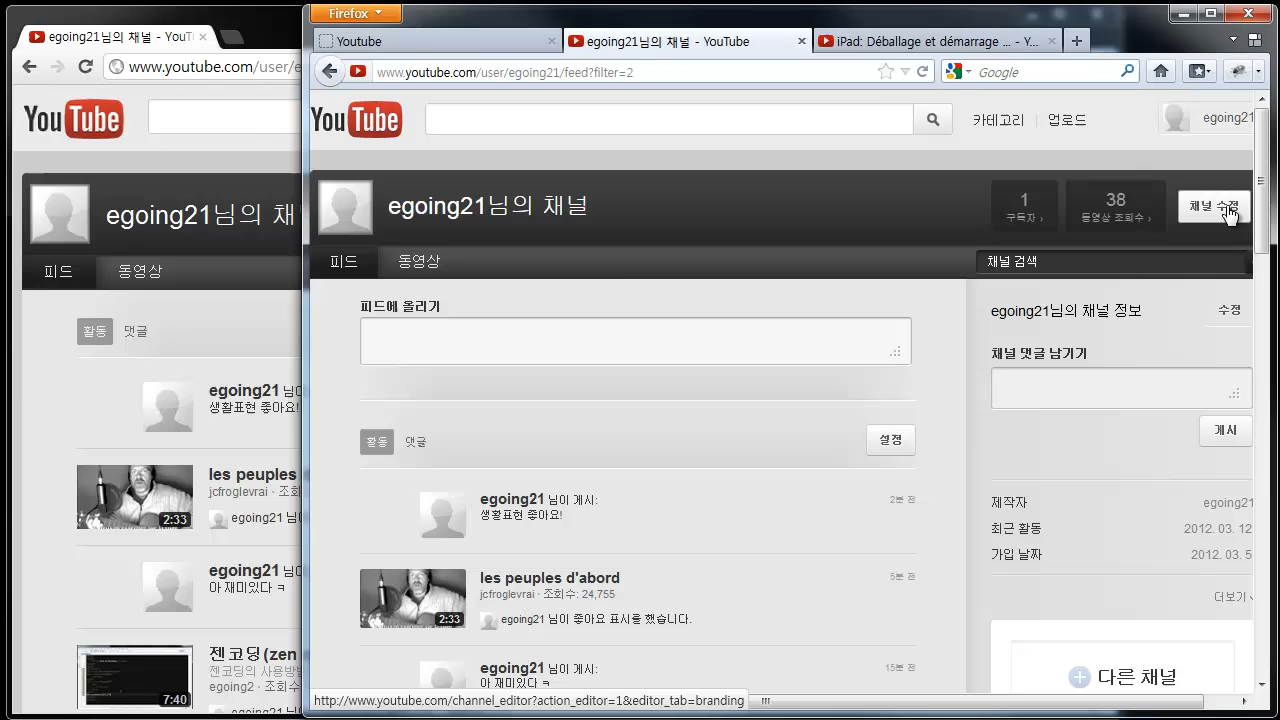 egoing21님의 채널 - YouT
www.youtube.com/user/e
YouTube
egoing21님의 채
피드
동영상
활동
댓글
egoing21 님이
생활표현 좋아요!
2:33
les peuples
jcfroglevrai · 조회
egoing21 님이
egoing21 님이
아 재미있다 ㅋ
7:40
젠코딩(zen
egoing2
Firefox
Youtube
egoing21님의 채널 - YouTube
iPad: Déballage et démarrage ... - Y...
www.youtube.com/user/egoing21/feed?filter=2
Google
YouTube
카테고리
업로드
egoing21
egoing21님의 채널
1
구독자 ›
38
동영상 조회수 ›
채널 수정
피드
동영상
채널 검색
피드에 올리기
활동
댓글
설정
egoing21 님이 게시:
생활표현 좋아요!
2분 전
2:33
les peuples d'abord
jcfroglevrai · 조회수: 24,755
egoing21 님이 좋아요 표시를 했습니다.
5분 전
egoing21 님이 게시:
아 재미있다 ㅋ
15분 전
egoing21님의 채널 정보
수정
채널 댓글 남기기
게시
제작자
egoing21
최근 활동
2012. 03. 12
가입 날짜
2012. 03. 5
더보기
다른 채널
http://www.youtube.com/channel_editor?action_editor=1&editor_tab=branding